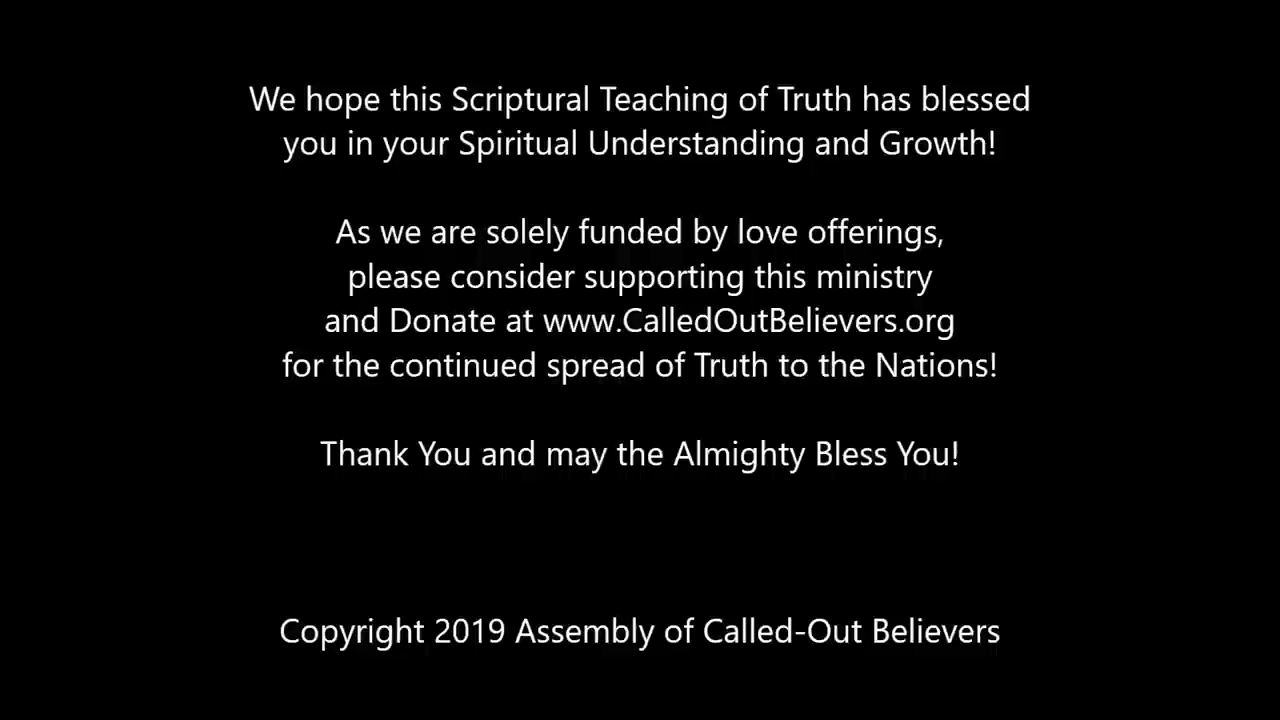 We hope this Scriptural Teaching of Truth has blessed
you in your Spiritual Understanding and Growth!
As we are solely funded by love offerings,
please consider supporting this ministry
and Donate at www.CalledOutBelievers.org
for the continued spread of Truth to the Nations!
Thank You and may the Almighty Bless You!
Copyright 2019 Assembly of Called-Out Believers